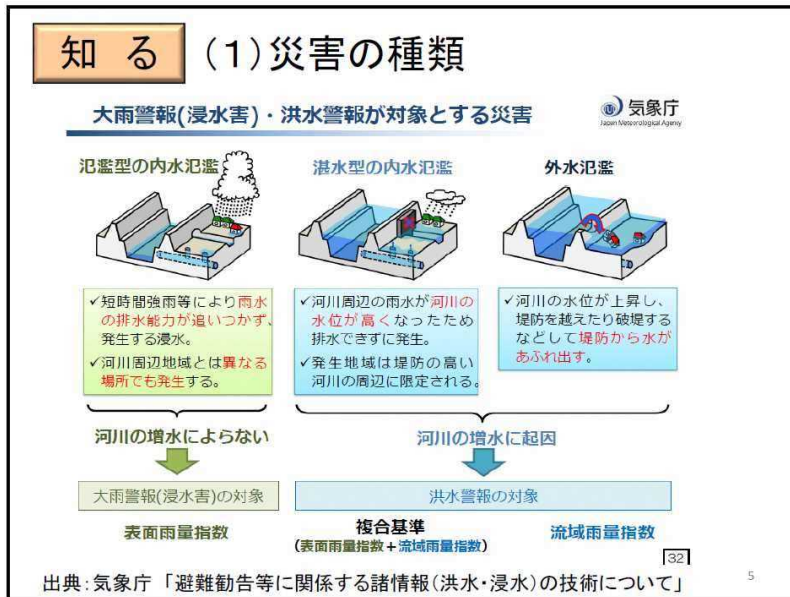 知 る (1)災害の種類
大雨警報(浸水害)・洪水警報が対象とする災害
気象庁
Japan Meteorological Agency
氾濫型の内水氾濫
湛水型の内水氾濫
外水氾濫
✓短時間強雨等により雨水
の排水能力が追いつかず、
発生する浸水。
✓河川周辺地域とは異なる
場所でも発生する。
✓河川周辺の雨水が河川の
水位が高くなったため
排水できずに発生。
✓発生地域は堤防の高い
河川の周辺に限定される。
✓河川の水位が上昇し、
堤防を越えたり破堤する
などして堤防から水が
あふれ出す。
河川の増水によらない
河川の増水に起因
大雨警報(浸水害)の対象
洪水警報の対象
表面雨量指数
複合基準
(表面雨量指数+流域雨量指数)
流域雨量指数
32
出典:気象庁「避難勧告等に関係する諸情報(洪水・浸水)の技術について」
5